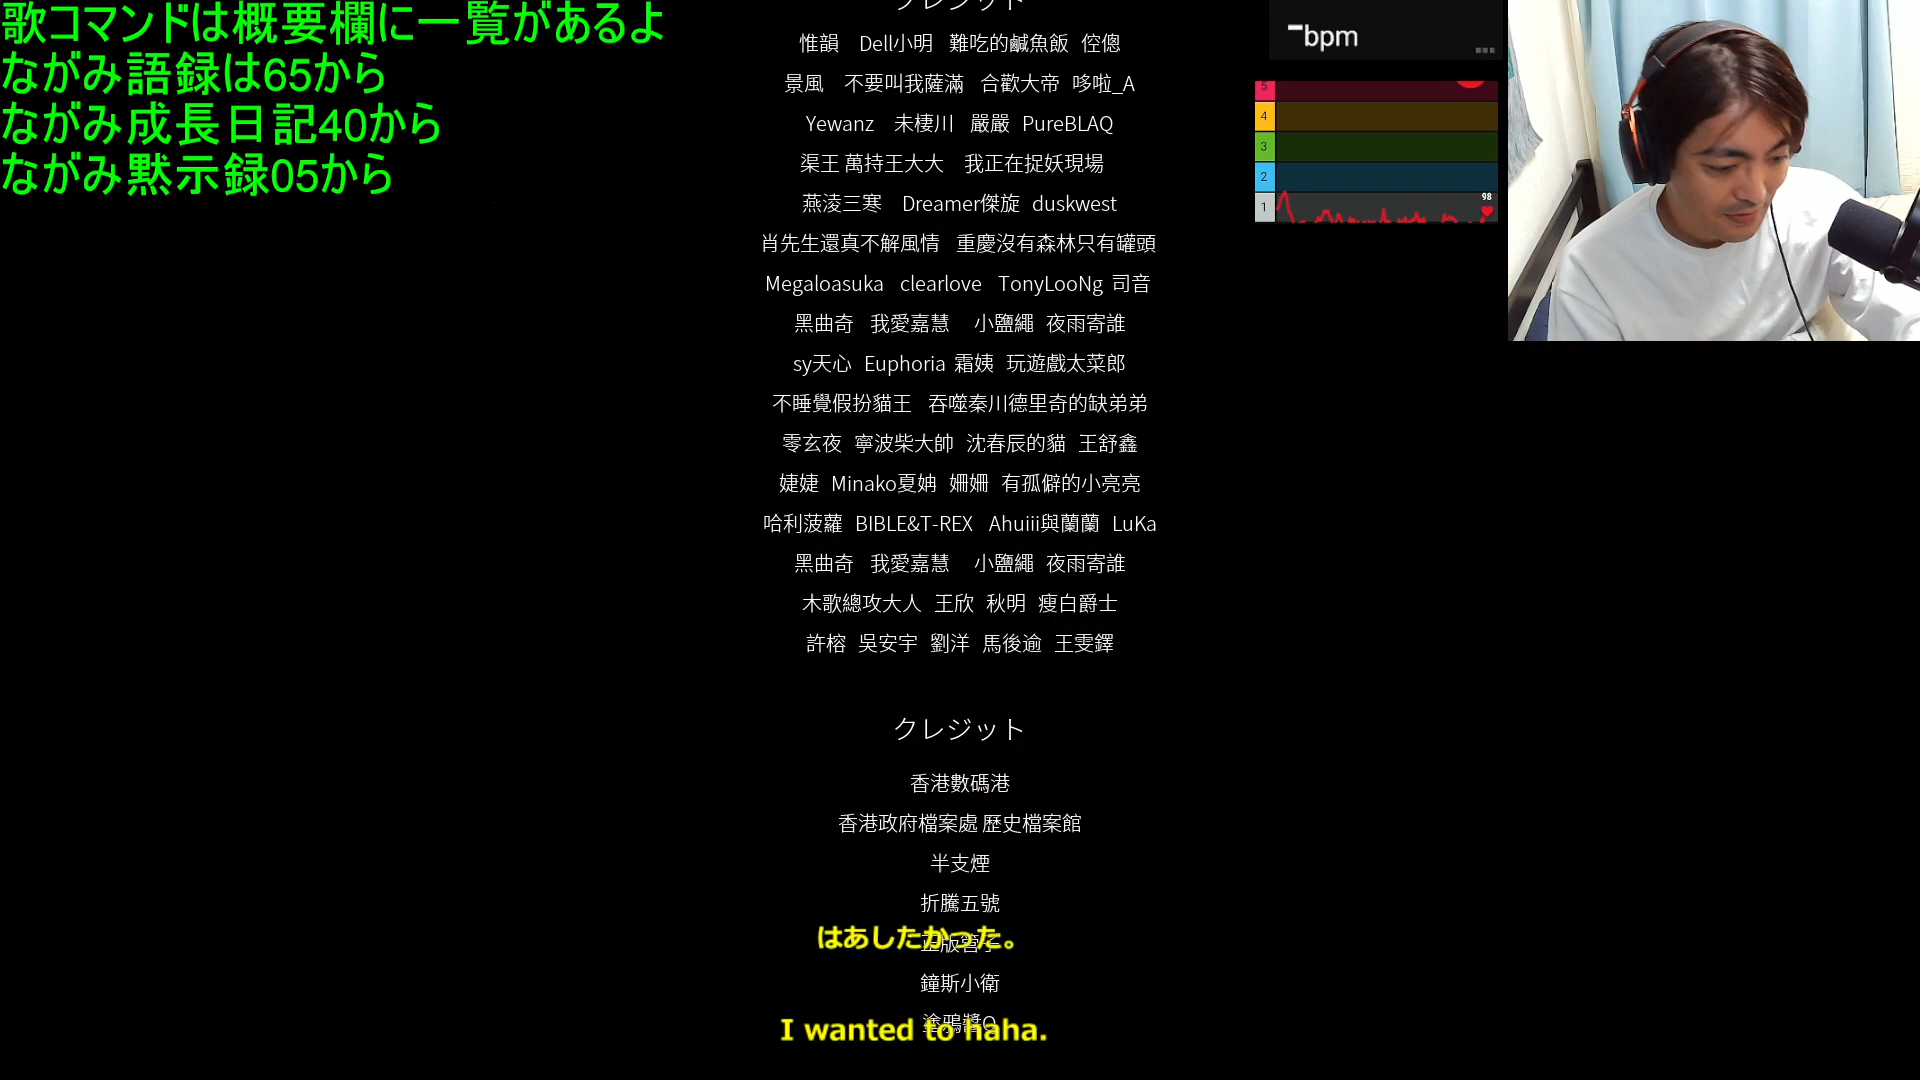 歌コマンドは概要欄に一覧があるよ
ながみ語録は65から
ながみ成長日記40から
ながみ黙示録05から
クレジット
惟韻 Dell小明 難吃的鹹魚飯 倥傯
景風 不要叫我薩滿 合歡大帝 哆啦_A
Yewanz 未棲川 嚴嚴 PureBLAQ
渠王 萬持王大大 我正在捉妖現場
燕淩三寒 Dreamer傑旋 duskwest
肖先生還真不解風情 重慶沒有森林只有罐頭
Megaloasuka clearlove TonyLooNg 司音
黑曲奇 我愛嘉慧 小鹽繩 夜雨寄誰
sy天心 Euphoria 霜姨 玩遊戲太菜郎
不睡覺假扮貓王 吞噬秦川德里奇的缺弟弟
零玄夜 寧波柴大帥 沈春辰的貓 王舒鑫
婕婕 Minako夏妠 姍姍 有孤僻的小亮亮
哈利菠蘿 BIBLE&T-REX Ahuiii與蘭蘭 LuKa
黑曲奇 我愛嘉慧 小鹽繩 夜雨寄誰
木歌總攻大人 王欣 秋明 瘦白爵士
許榕 吳安宇 劉洋 馬後逾 王雯鐸
クレジット
香港數碼港
香港政府檔案處 歷史檔案館
半支煙
折騰五號
はあしたかった。
鐘斯小衛
I wanted to haha.
-bpm
5
4
3
2
1
98